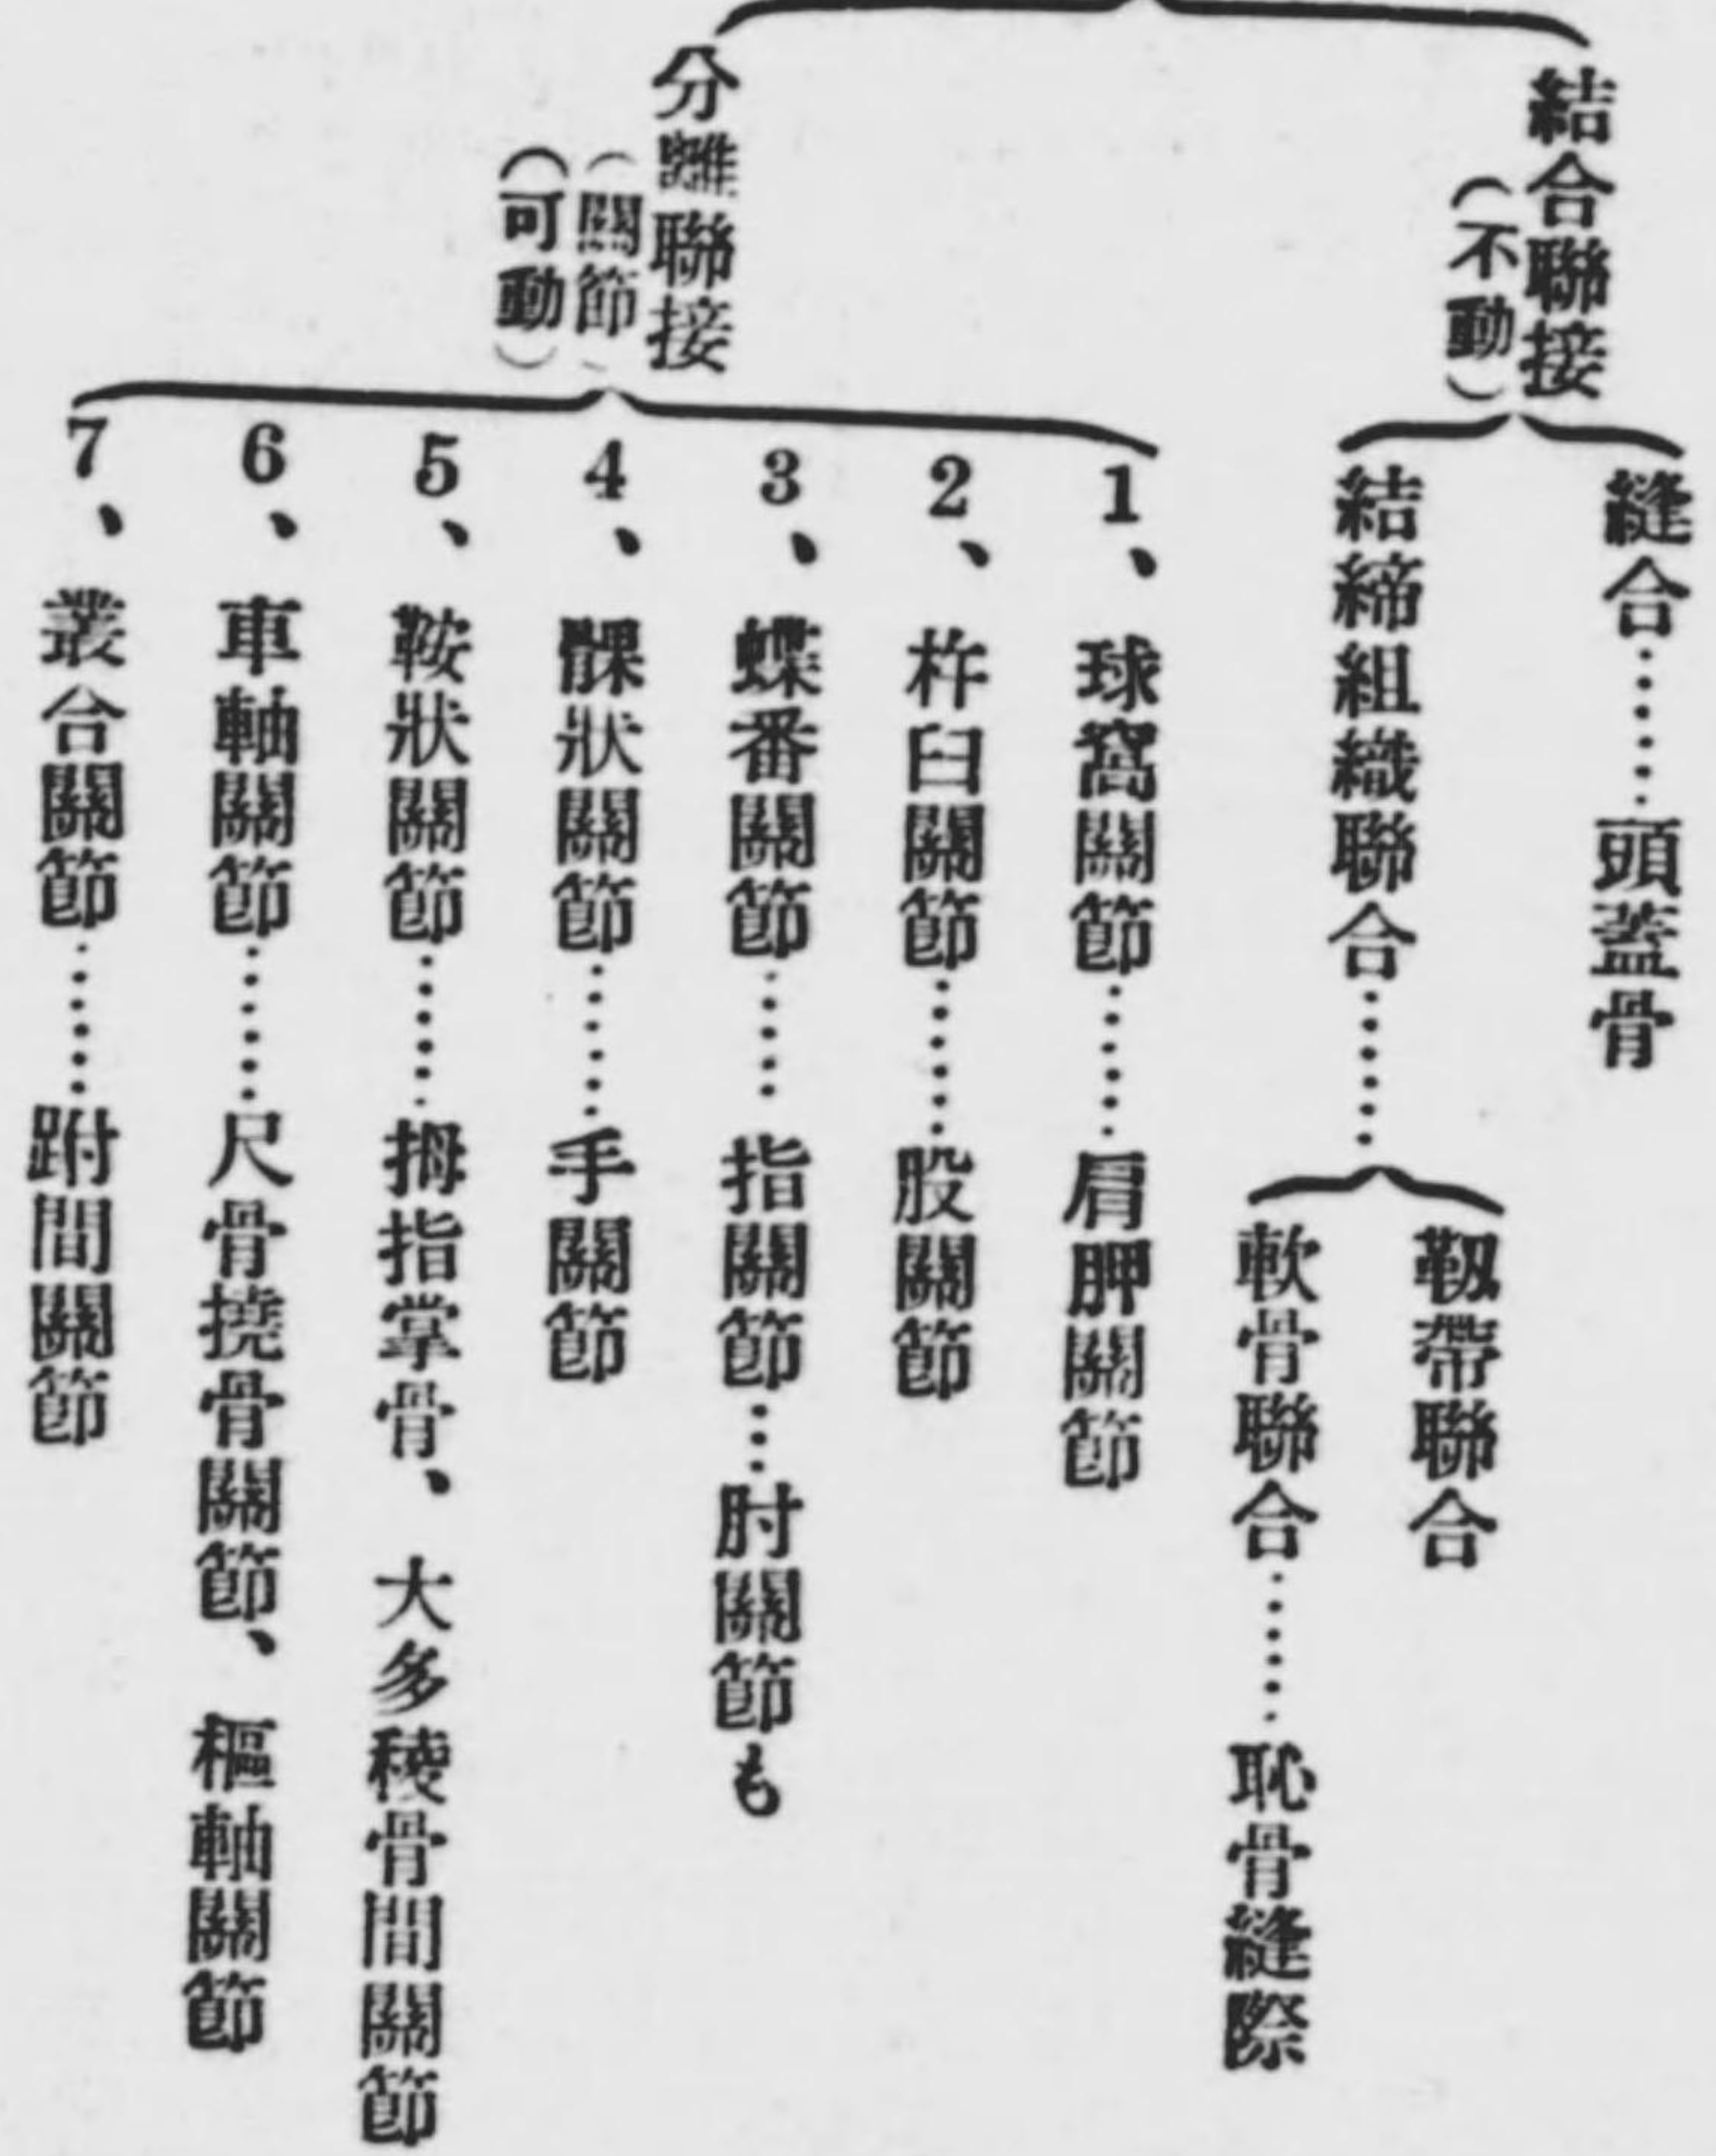 結合聯接
(不動)
縫合……頭蓋骨
結締組織聯合……
靱帶聯合
軟骨聯合……恥骨縫際
分離聯接
(關節)
(可動)
1、球窩關節……肩胛關節
2、杵臼關節……股關節
3、蝶番關節……指關節…肘關節も
4、髁狀關節……手關節
5、鞍狀關節……拇指掌骨、大多稜骨間關節
6、車軸關節……尺骨撓骨關節、樞軸關節
7、叢合關節……跗間關節